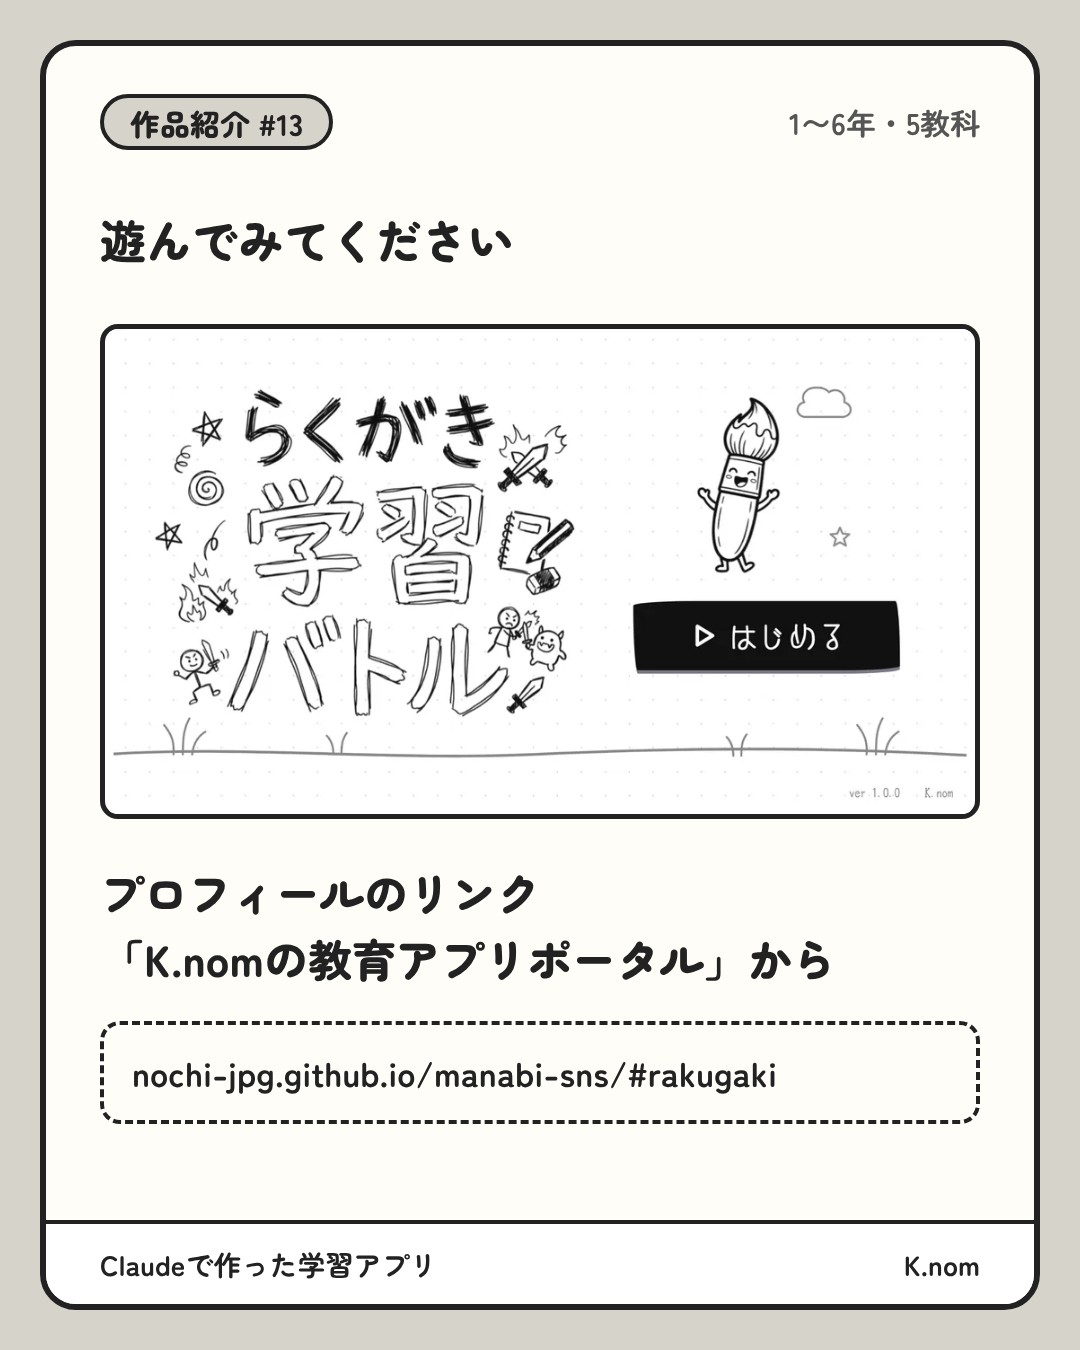 作品紹介 #13
1〜6年・5教科
遊んでみてください
らくがき
学習
バトル
はじめる
ver 1.0.0 K.nom
プロフィールのリンク
「K.nomの教育アプリポータル」から
nochi-jpg.github.io/manabi-sns/#rakugaki
Claudeで作った学習アプリ
K.nom